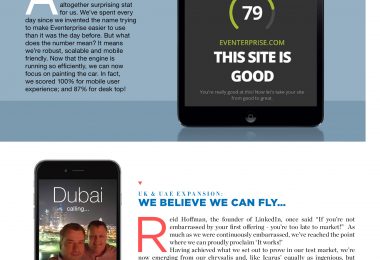 A
altogether surprising stat
for us. We've spent every
day since we invented the name trying
to make Eventerprise easier to use
than it was the day before. But what
does the number mean? It means
we're robust, scalable and mobile
friendly. Now that the engine is
running so efficiently, we can now
focus on painting the car. In fact,
we scored 100% for mobile user
experience; and 87% for desk top!
79
EVENTERPRISE.COM
THIS SITE IS
GOOD
You're really good at this! Now let's take your site
from good to great.
Dubai
calling...
UK & UAE EXPANSION:
WE BELIEVE WE CAN FLY...
Reid Hoffman, the founder of LinkedIn, once said "If you're not
embarrassed by your first offering - you're too late to market!" As
much as we were continuously embarrassed, we've reached the point
where we can proudly proclaim 'It works!'
Having achieved what we set out to prove in our test market, we're
now emerging from our chrysalis and, like Icarus' equally as ingenious, but